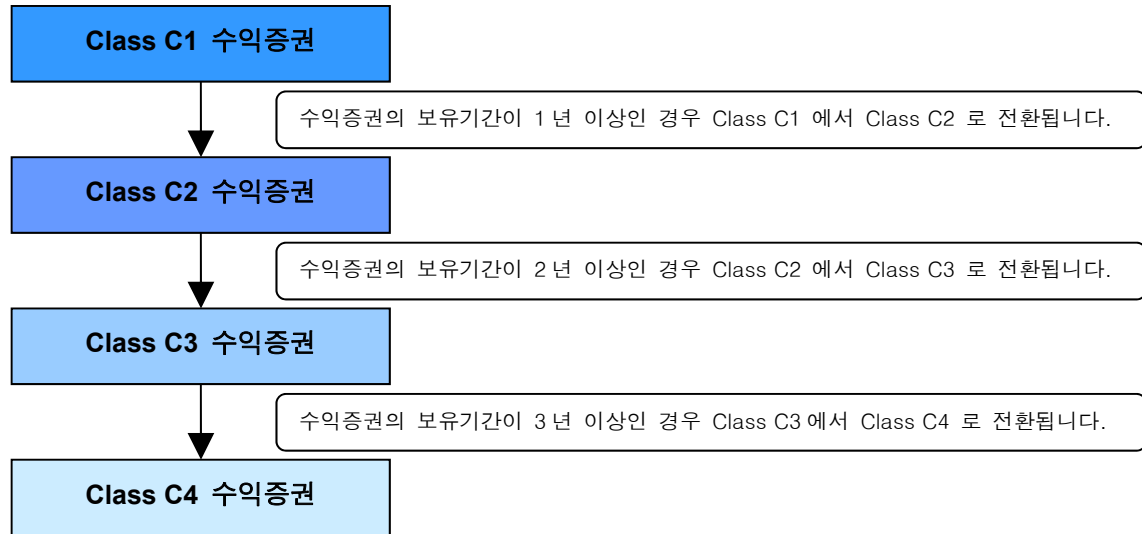 Class C1 수익증권
수익증권의 보유기간이 1년 이상인 경우 Class C1 에서 Class C2 로 전환됩니다.
Class C2 수익증권
수익증권의 보유기간이 2년 이상인 경우 Class C2 에서 Class C3 로 전환됩니다.
Class C3 수익증권
수익증권의 보유기간이 3년 이상인 경우 Class C3에서 Class C4 로 전환됩니다.
Class C4 수익증권